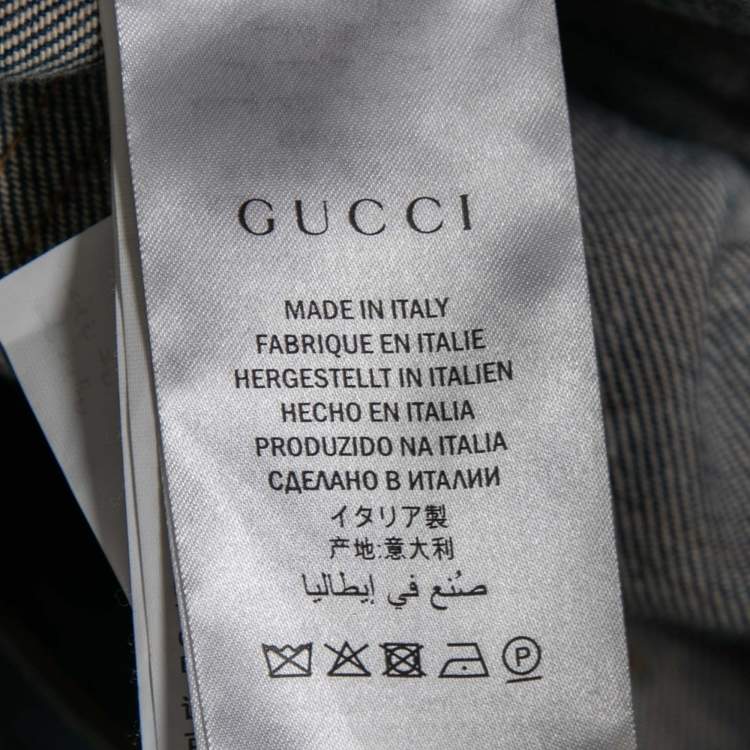 GUCCI
MADE IN ITALY
FABRIQUE EN ITALIE
HERGESTELLT IN ITALIEN
HECHO EN ITALIA
PRODUZIDO NA ITALIA
СДЕЛАНО В ИТАЛИИ
イタリア製
产地:意大利
صُنع في إيطاليا
P